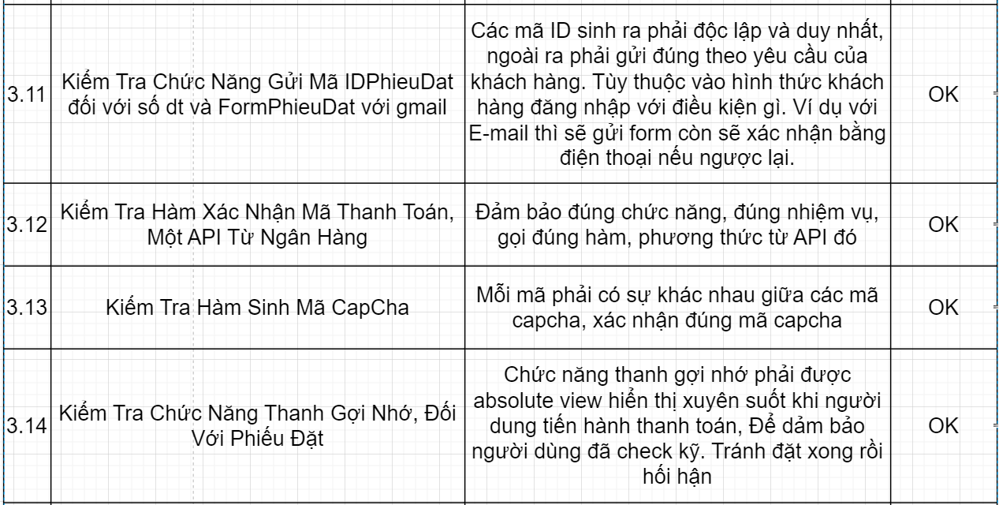 3.11
Kiểm Tra Chức Năng Gửi Mã IDPhieuDat
đối với số dt và FormPhieuDat với gmail
Các mã ID sinh ra phải độc lập và duy nhất,
ngoài ra phải gửi đúng theo yêu cầu của
khách hàng. Tùy thuộc vào hình thức khách
hàng đăng nhập với điều kiện gì. Ví dụ với
E-mail thì sẽ gửi form còn sẽ xác nhận bằng
điện thoại nếu ngược lại.
OK
3.12
Kiểm Tra Hàm Xác Nhận Mã Thanh Toán,
Một API Từ Ngân Hàng
Đảm bảo đúng chức năng, đúng nhiệm vụ,
gọi đúng hàm, phương thức từ API đó
OK
3.13
Kiểm Tra Hàm Sinh Mã CapCha
Mỗi mã phải có sự khác nhau giữa các mã
capcha, xác nhận đúng mã capcha
OK
3.14
Kiểm Tra Chức Năng Thanh Gợi Nhớ, Đối
Với Phiếu Đặt
Chức năng thanh gợi nhớ phải được
absolute view hiển thị xuyên suốt khi người
dung tiến hành thanh toán, Để dảm bảo
người dùng đã check kỹ. Tránh đặt xong rồi
hối hận
OK